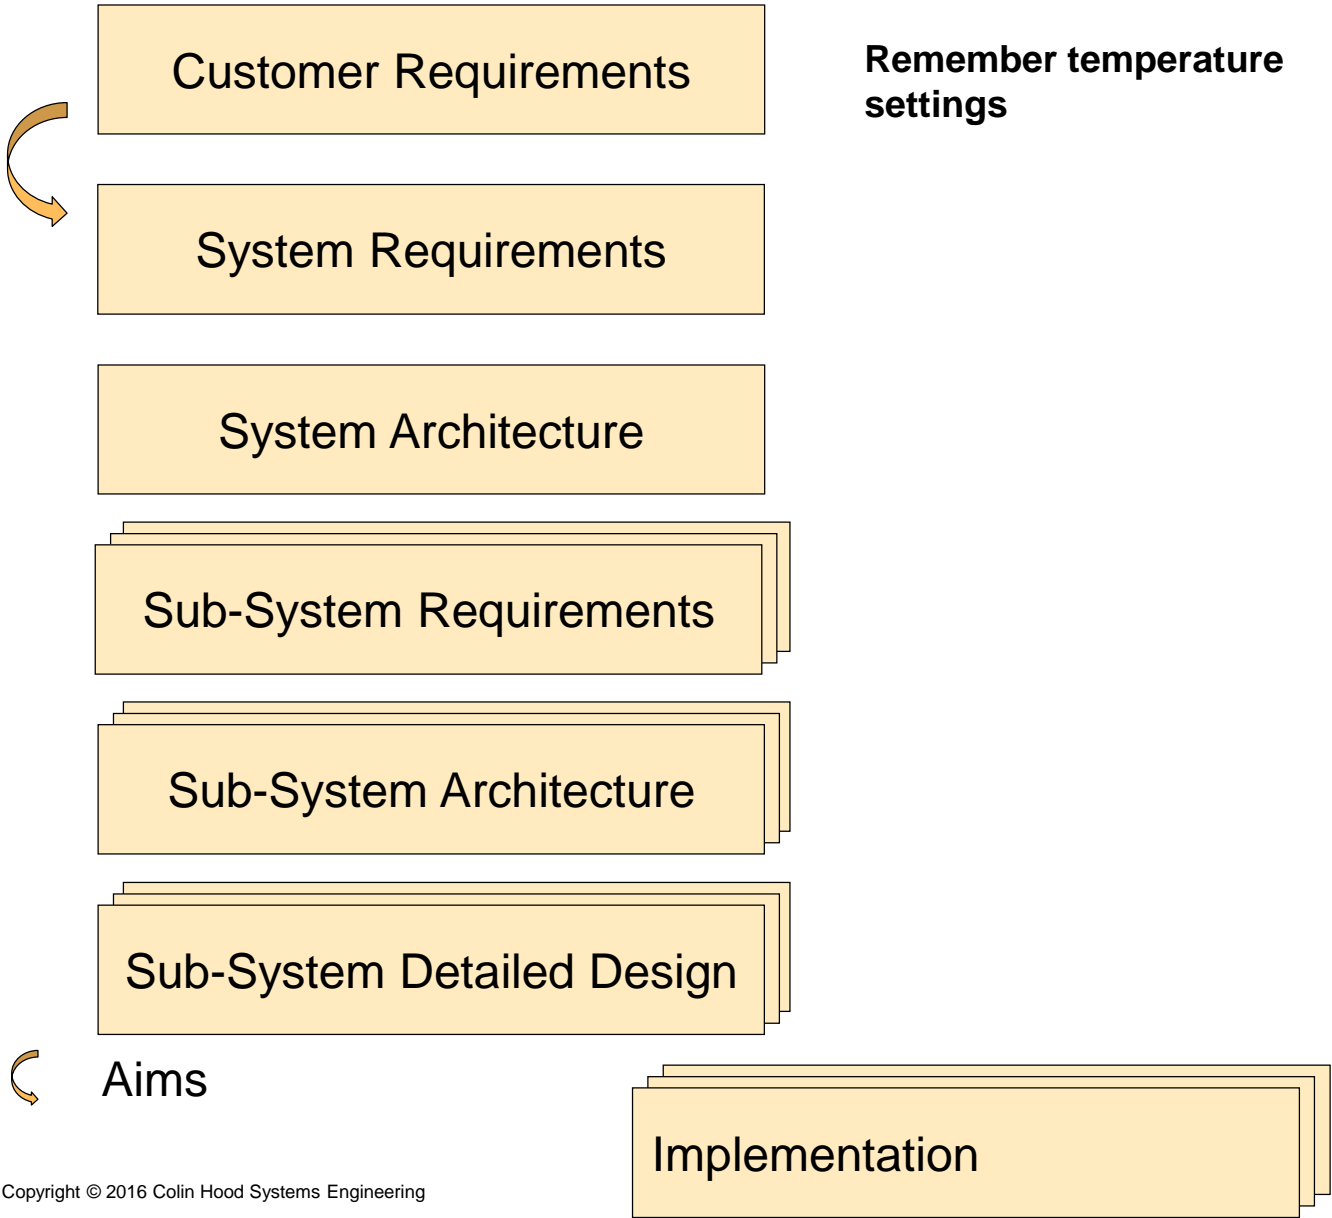 Customer Requirements
Remember temperature
settings
System Requirements
System Architecture
Sub-System Requirements
Sub-System Architecture
Sub-System Detailed Design
Aims
Implementation
Copyright © 2016 Colin Hood Systems Engineering